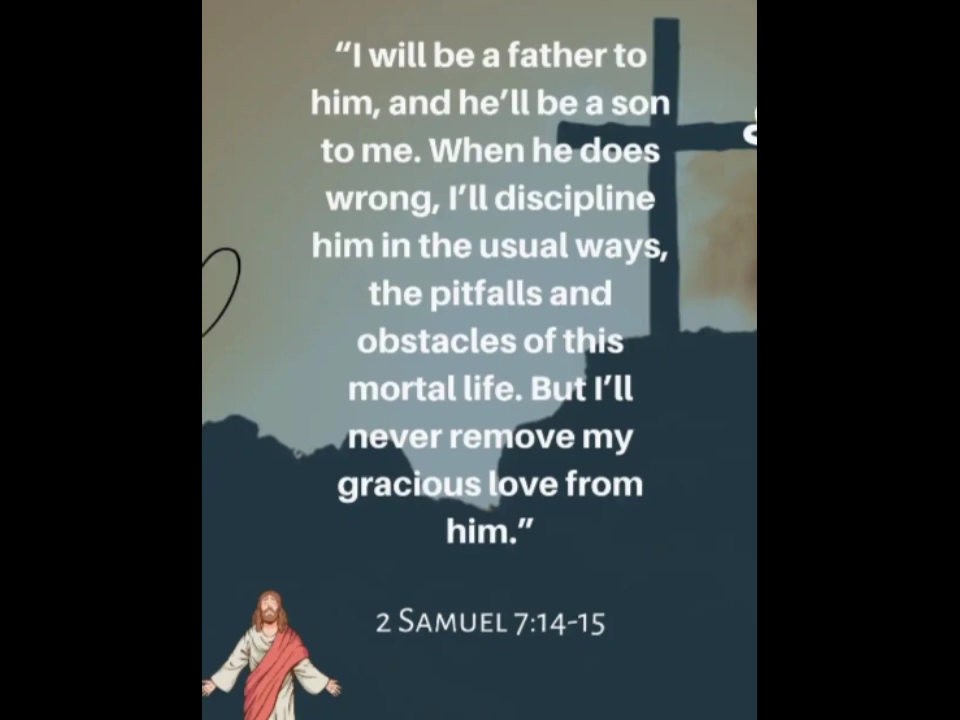 “I will be a father to
him, and he’ll be a son
to me. When he does
wrong, I’ll discipline
him in the usual ways,
the pitfalls and
obstacles of this
mortal life. But I’ll
never remove my
gracious love from
him.”
2 Samuel 7:14-15